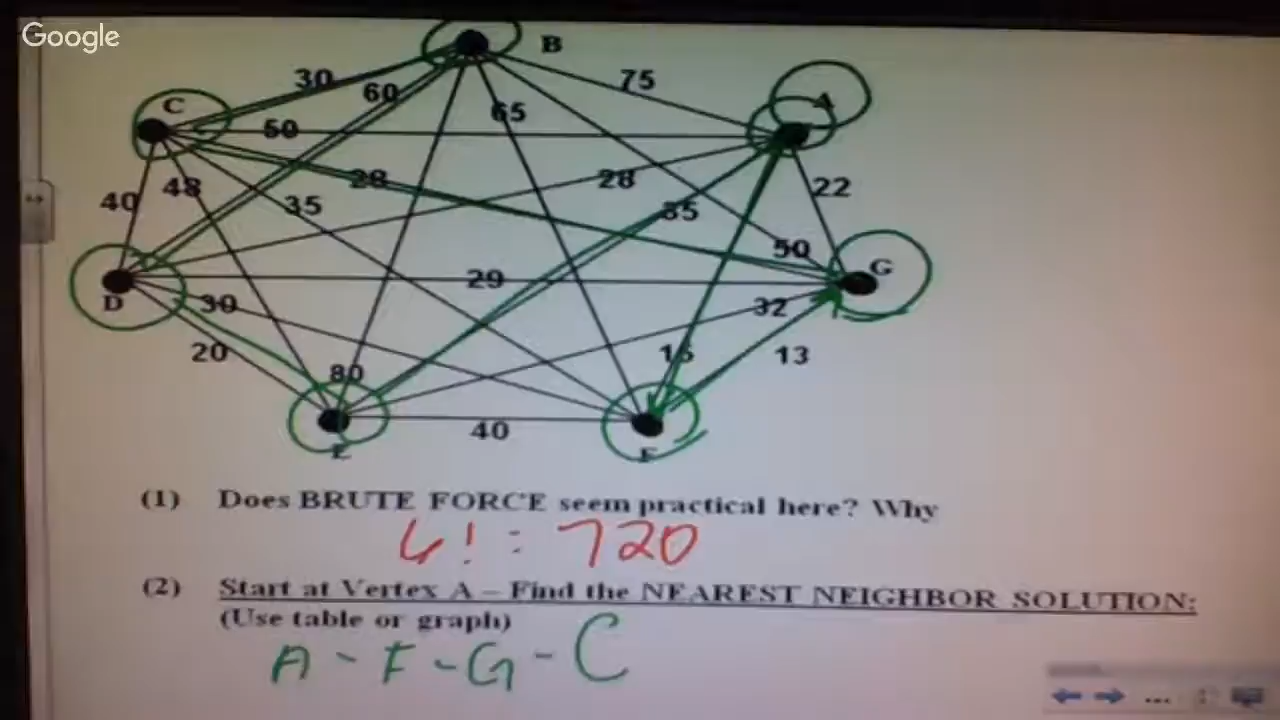 Google
B
30
60
75
C
A
65
50
28
28
22
40
48
35
35
50
G
29
D
30
32
20
16
13
80
40
E
F
(1) Does BRUTE FORCE seem practical here? Why
6! : 720
(2) Start at Vertex A – Find the NEAREST NEIGHBOR SOLUTION:
(Use table or graph)
A - F - G - C
...